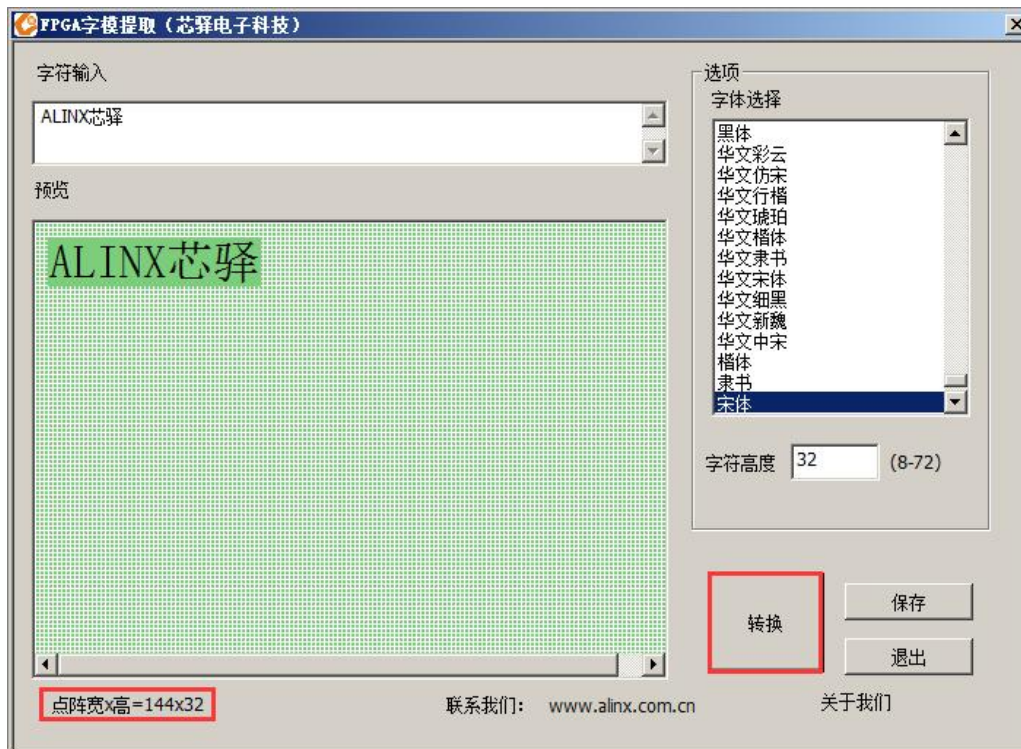 FPGA字模提取（芯驿电子科技）
字符输入
ALINX芯驿
预览
ALINX芯驿
选项
字体选择
黑体
华文彩云
华文仿宋
华文行楷
华文琥珀
华文楷体
华文隶书
华文宋体
华文细黑
华文新魏
华文中宋
楷体
隶书
宋体
字符高度 32 (8-72)
转换
保存
退出
点阵宽x高=144x32 联系我们： www.alinx.com.cn 关于我们